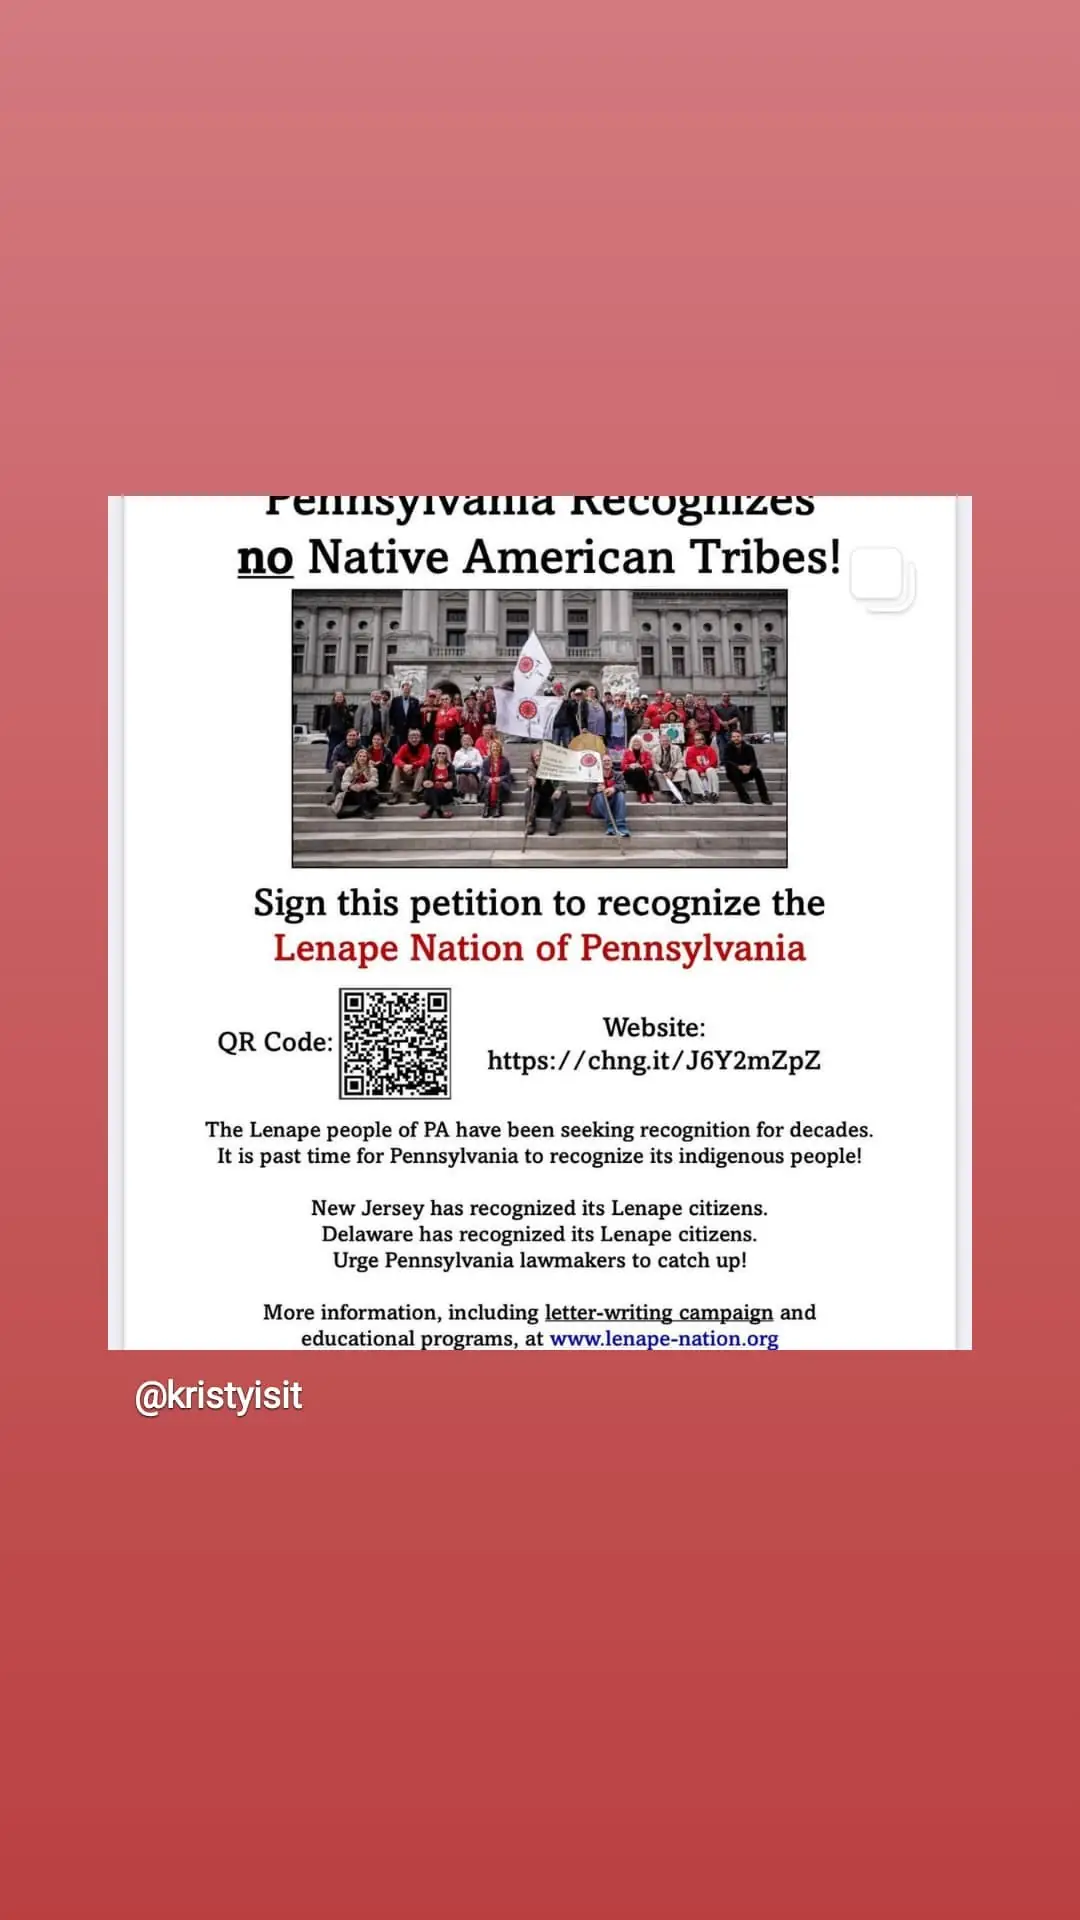 Pennsylvania Recognizes
no Native American Tribes!
Sign this petition to recognize the
Lenape Nation of Pennsylvania
QR Code:
Website:
https://chng.it/J6Y2mZpZ
The Lenape people of PA have been seeking recognition for decades.
It is past time for Pennsylvania to recognize its indigenous people!
New Jersey has recognized its Lenape citizens.
Delaware has recognized its Lenape citizens.
Urge Pennsylvania lawmakers to catch up!
More information, including letter-writing campaign and
educational programs, at www.lenape-nation.org
@kristyisit